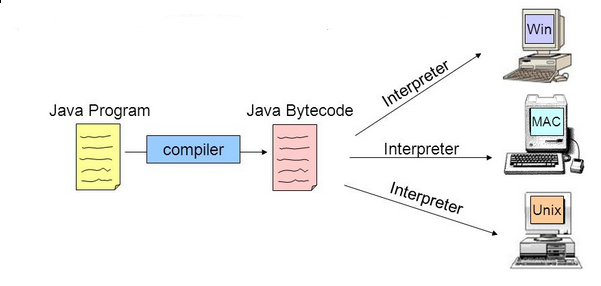 Java Program
compiler
Java Bytecode
Interpreter
Interpreter
Interpreter
Win
MAC
Unix